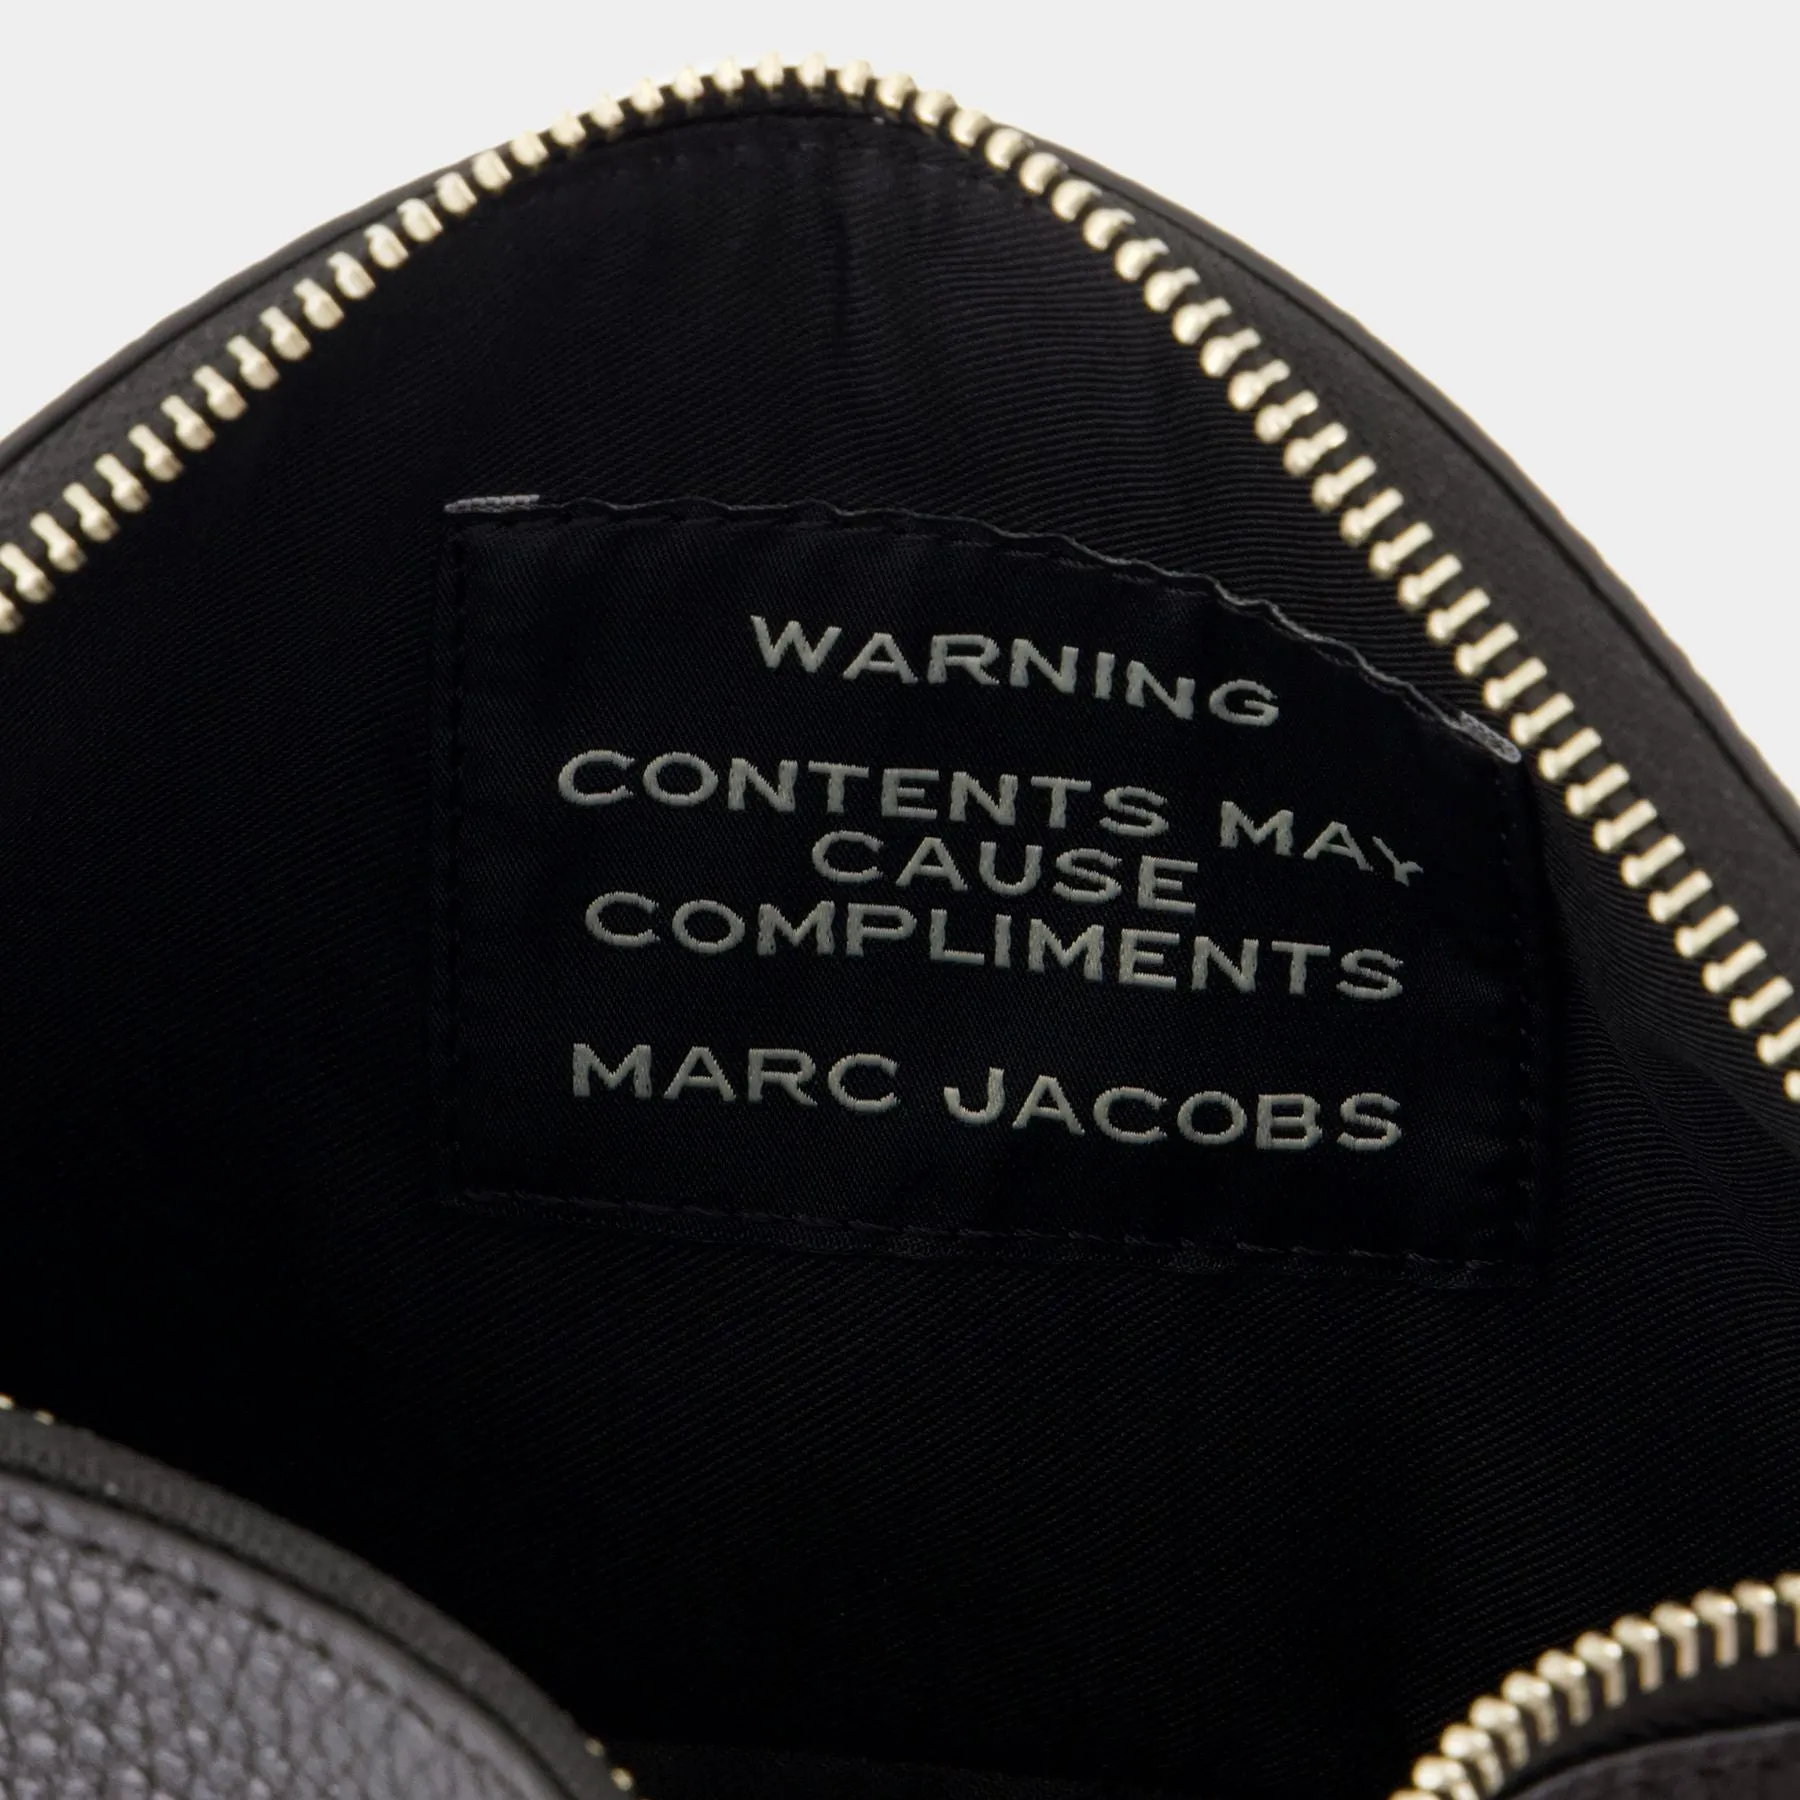 WARNING
CONTENTS MAY
CAUSE
COMPLIMENTS
MARC JACOBS